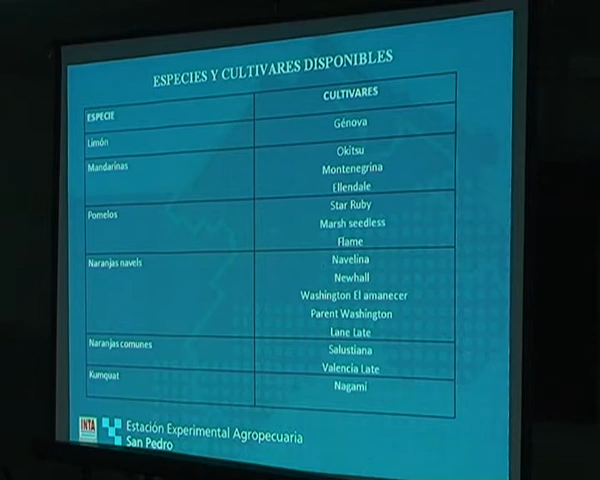 ESPECIES Y CULTIVARES DISPONIBLES
ESPECIE CULTIVARES
Limón Génova
Mandarinas Okitsu
Montenegrina
Ellendale
Pomelos Star Ruby
Marsh seedless
Flame
Naranjas navels Navelina
Newhall
Washington El amanecer
Parent Washington
Lane Late
Naranjas comunes Salustiana
Valencia Late
Kumquat Nagami
INTA Estación Experimental Agropecuaria
San Pedro